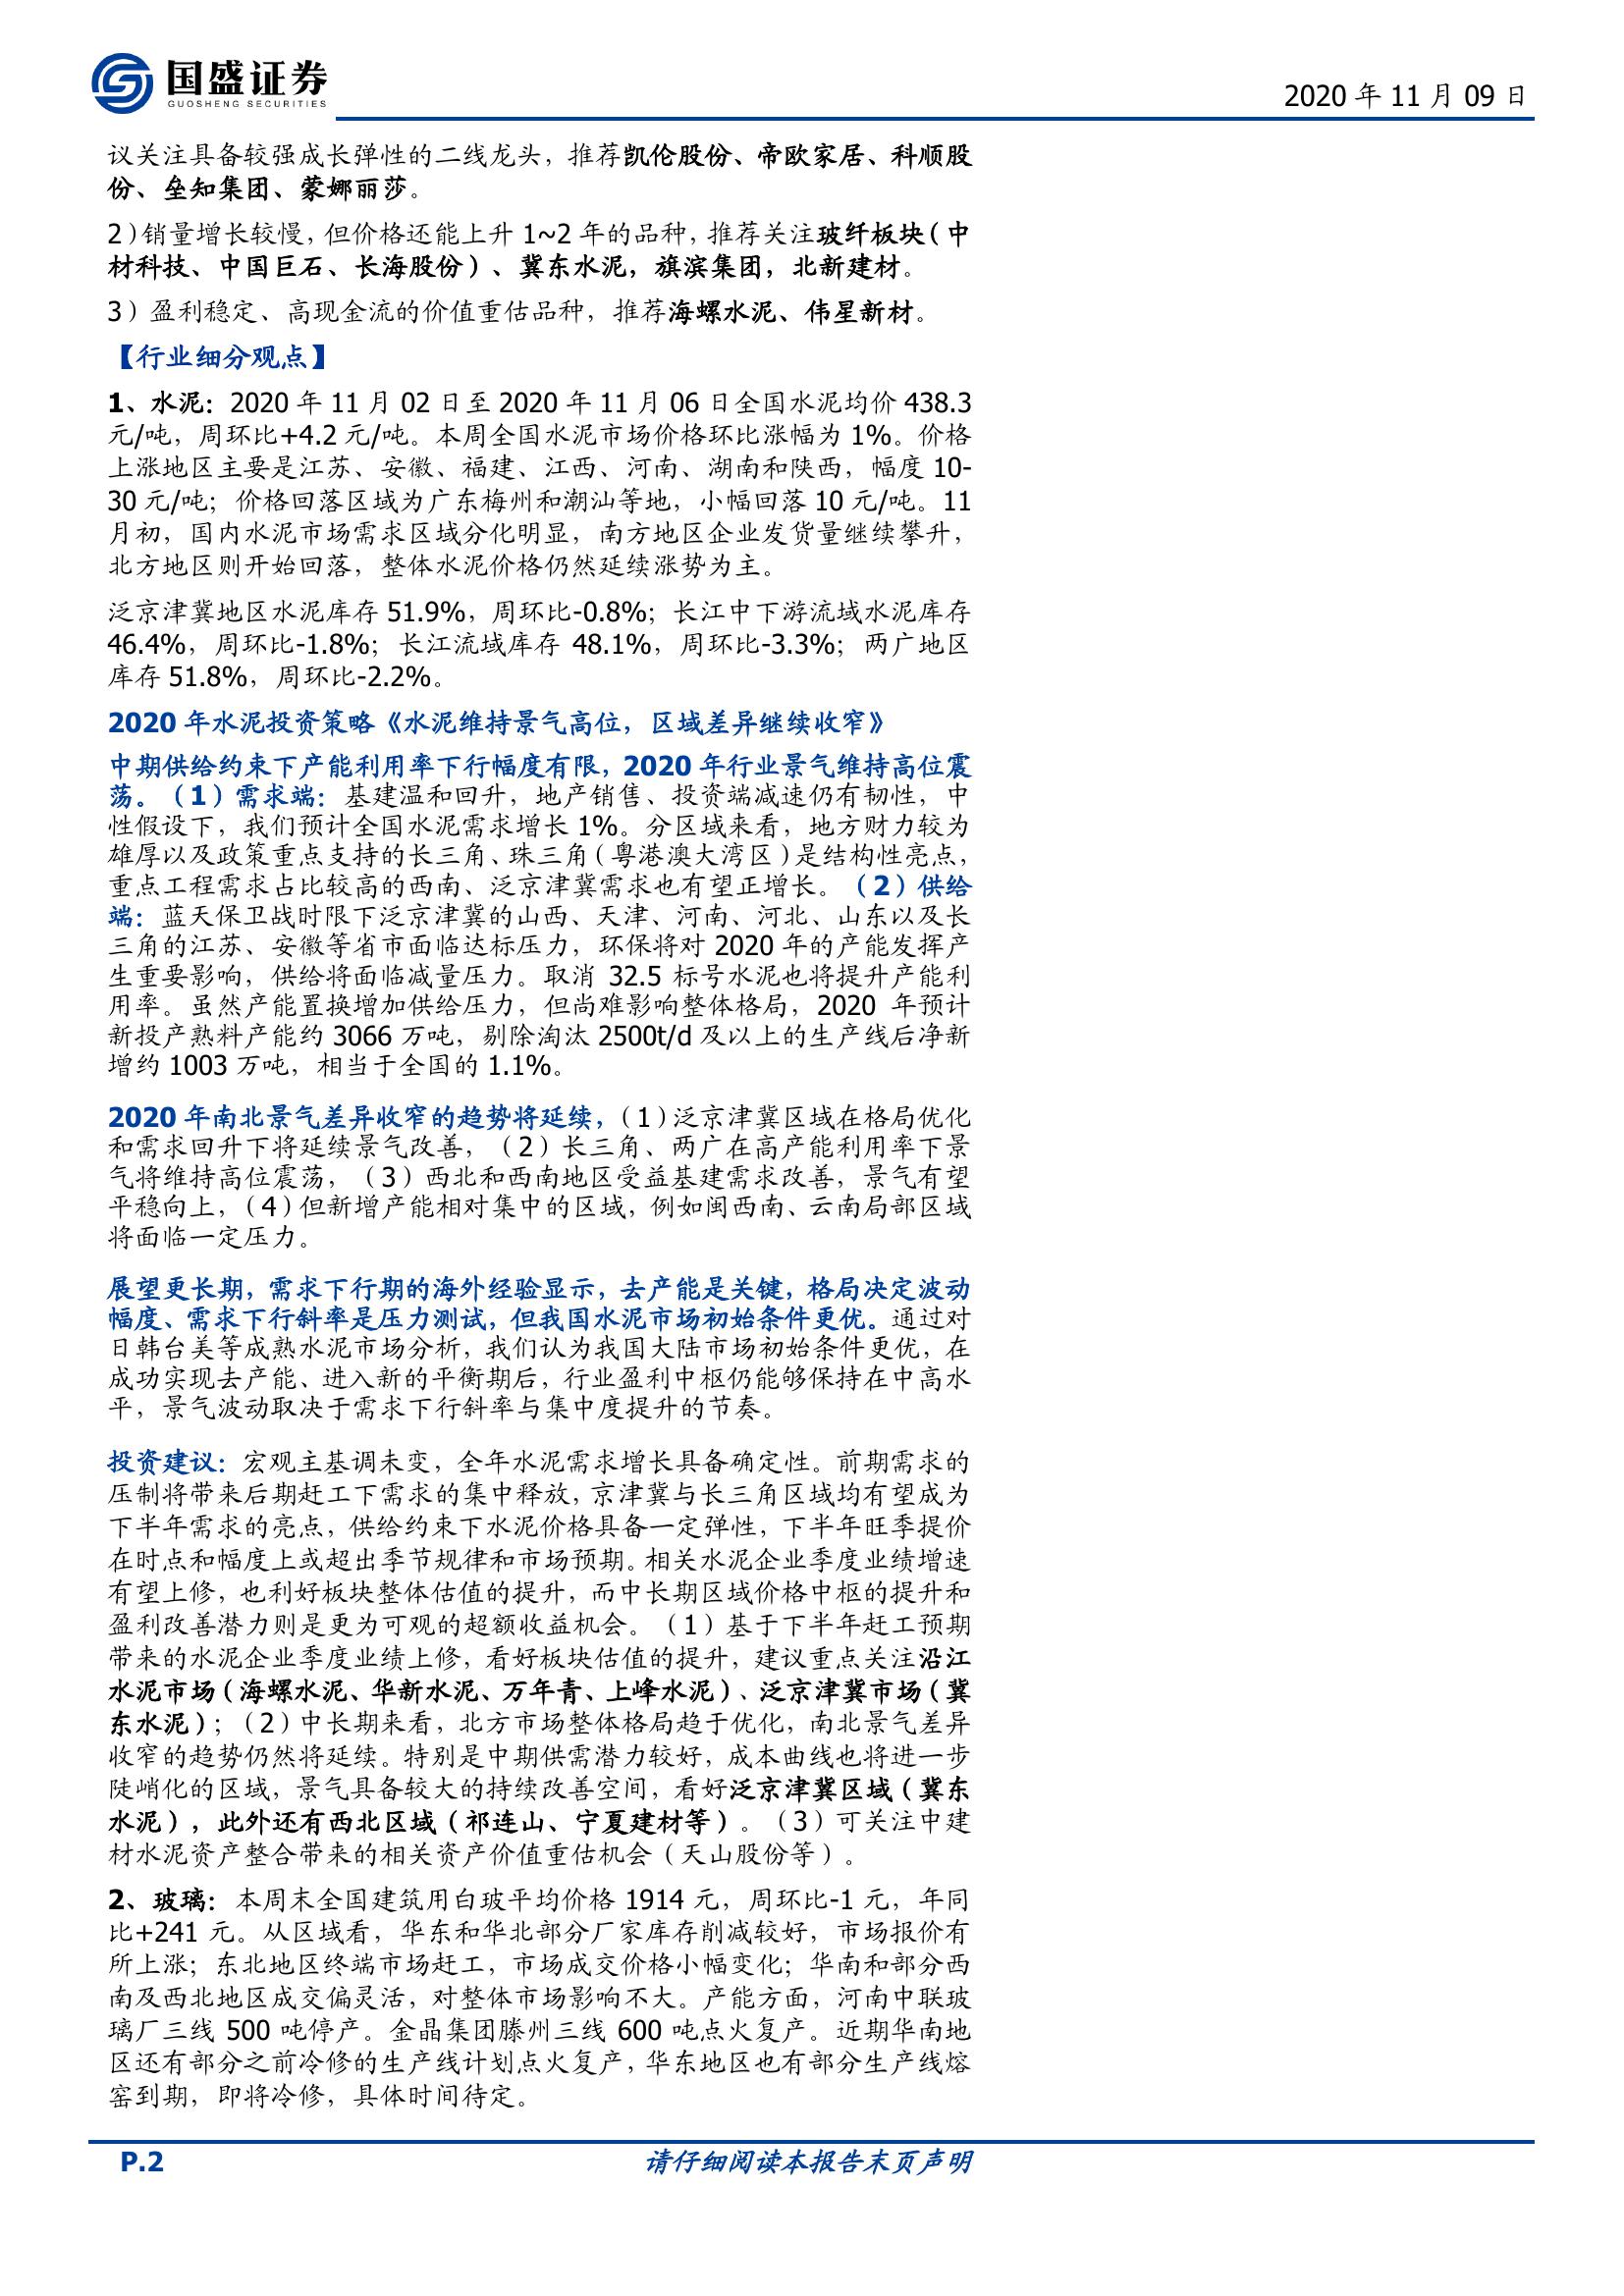 国盛证券
GUOSHENG SECURITIES
2020 年 11 月 09 日
议关注具备较强成长弹性的二线龙头，推荐凯伦股份、帝欧家居、科顺股
份、垒知集团、蒙娜丽莎。
2）销量增长较慢，但价格还能上升 1~2 年的品种，推荐关注玻纤板块（中
材科技、中国巨石、长海股份）、冀东水泥，旗滨集团，北新建材。
3）盈利稳定、高现金流的价值重估品种，推荐海螺水泥、伟星新材。
【行业细分观点】
1、水泥：2020 年 11 月 02 日至 2020 年 11 月 06 日全国水泥均价 438.3
元/吨，周环比+4.2 元/吨。本周全国水泥市场价格环比涨幅为 1%。价格
上涨地区主要是江苏、安徽、福建、江西、河南、湖南和陕西，幅度 10-
30 元/吨；价格回落区域为广东梅州和潮汕等地，小幅回落 10 元/吨。11
月初，国内水泥市场需求区域分化明显，南方地区企业发货量继续攀升，
北方地区则开始回落，整体水泥价格仍然延续涨势为主。
泛京津冀地区水泥库存 51.9%，周环比-0.8%；长江中下游流域水泥库存
46.4%，周环比-1.8%；长江流域库存 48.1%，周环比-3.3%；两广地区
库存 51.8%，周环比-2.2%。
2020 年水泥投资策略《水泥维持景气高位，区域差异继续收窄》
中期供给约束下产能利用率下行幅度有限，2020 年行业景气维持高位震
荡。（1）需求端：基建温和回升，地产销售、投资端减速仍有韧性，中
性假设下，我们预计全国水泥需求增长 1%。分区域来看，地方财力较为
雄厚以及政策重点支持的长三角、珠三角（粤港澳大湾区）是结构性亮点，
重点工程需求占比较高的西南、泛京津冀需求也有望正增长。（2）供给
端：蓝天保卫战时限下泛京津冀的山西、天津、河南、河北、山东以及长
三角的江苏、安徽等省市面临达标压力，环保将对 2020 年的产能发挥产
生重要影响，供给将面临减量压力。取消 32.5 标号水泥也将提升产能利
用率。虽然产能置换增加供给压力，但尚难影响整体格局，2020 年预计
新投产熟料产能约 3066 万吨，剔除淘汰 2500t/d 及以上的生产线后净新
增约 1003 万吨，相当于全国的 1.1%。
2020 年南北景气差异收窄的趋势将延续，（1）泛京津冀区域在格局优化
和需求回升下将延续景气改善，（2）长三角、两广在高产能利用率下景
气将维持高位震荡，（3）西北和西南地区受益基建需求改善，景气有望
平稳向上，（4）但新增产能相对集中的区域，例如闽西南、云南局部区域
将面临一定压力。
展望更长期，需求下行期的海外经验显示，去产能是关键，格局决定波动
幅度、需求下行斜率是压力测试，但我国水泥市场初始条件更优。通过对
日韩台美等成熟水泥市场分析，我们认为我国大陆市场初始条件更优，在
成功实现去产能、进入新的平衡期后，行业盈利中枢仍能够保持在中高水
平，景气波动取决于需求下行斜率与集中度提升的节奏。
投资建议：宏观主基调未变，全年水泥需求增长具备确定性。前期需求的
压制将带来后期赶工下需求的集中释放，京津冀与长三角区域均有望成为
下半年需求的亮点，供给约束下水泥价格具备一定弹性，下半年旺季提价
在时点和幅度上或超出季节规律和市场预期。相关水泥企业季度业绩增速
有望上修，也利好板块整体估值的提升，而中长期区域价格中枢的提升和
盈利改善潜力则是更为可观的超额收益机会。（1）基于下半年赶工预期
带来的水泥企业季度业绩上修，看好板块估值的提升，建议重点关注沿江
水泥市场（海螺水泥、华新水泥、万年青、上峰水泥）、泛京津冀市场（冀
东水泥）；（2）中长期来看，北方市场整体格局趋于优化，南北景气差异
收窄的趋势仍然将延续。特别是中期供需潜力较好，成本曲线也将进一步
陡峭化的区域，景气具备较大的持续改善空间，看好泛京津冀区域（冀东
水泥），此外还有西北区域（祁连山、宁夏建材等）。（3）可关注中建
材水泥资产整合带来的相关资产价值重估机会（天山股份等）。
2、玻璃：本周末全国建筑用白玻平均价格 1914 元，周环比-1 元，年同
比+241 元。从区域看，华东和华北部分厂家库存削减较好，市场报价有
所上涨；东北地区终端市场赶工，市场成交价格小幅变化；华南和部分西
南及西北地区成交偏灵活，对整体市场影响不大。产能方面，河南中联玻
璃厂三线 500 吨停产。金晶集团滕州三线 600 吨点火复产。近期华南地
区还有部分之前冷修的生产线计划点火复产，华东地区也有部分生产线熔
窑到期，即将冷修，具体时间待定。
P.2
请仔细阅读本报告末页声明